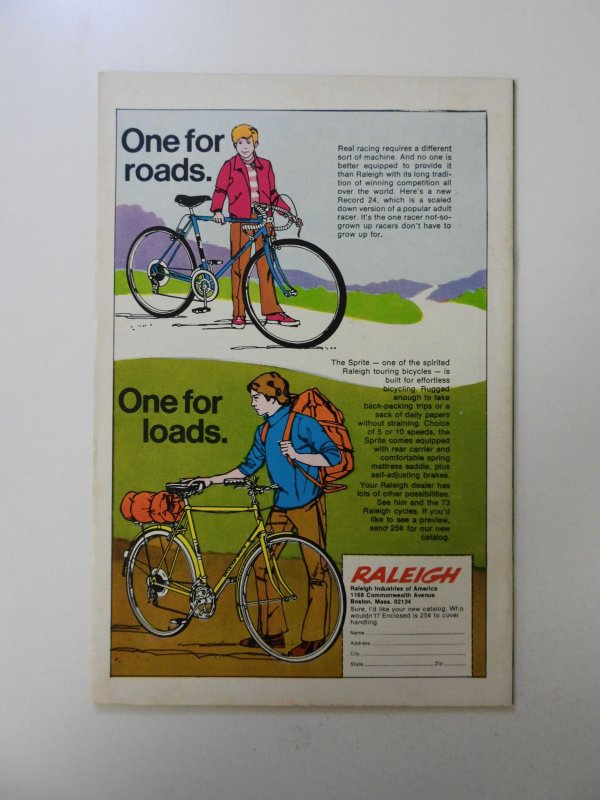 One for
roads.
Real racing requires a different
sort of machine. And no one is
better equipped to provide it
than Raleigh with its long tradi-
tion of winning competition all
over the world. Here's a new
Record 24, which is a scaled
down version of a popular adult
racer. It's the one racer not-so-
grown up racers don't have to
grow up for.
The Sprite — one of the spirited
Raleigh touring bicycles — is
built for effortless
bicycling Rugged
enough to take
back-packing trips or a
sack of daily papers
without straining. Choice
of 5 or 10 speeds, the
Sprite comes equipped
with rear carrier and
comfortable spring
mattress saddle, plus
self-adjusting brakes.
Your Raleigh dealer has
lots of other possibilities.
See him and the 73
Raleigh cycles. If you'd
like to see a preview,
send 25¢ for our new
catalog.
One for
loads.
RALEIGH
Raleigh Industries of America
1168 Commonwealth Avenue
Boston, Mass. 02134
Sure, I'd like your new catalog. Who
wouldn't? Enclosed is 25¢ to cover
handling.
Name
Address
City
State Zip